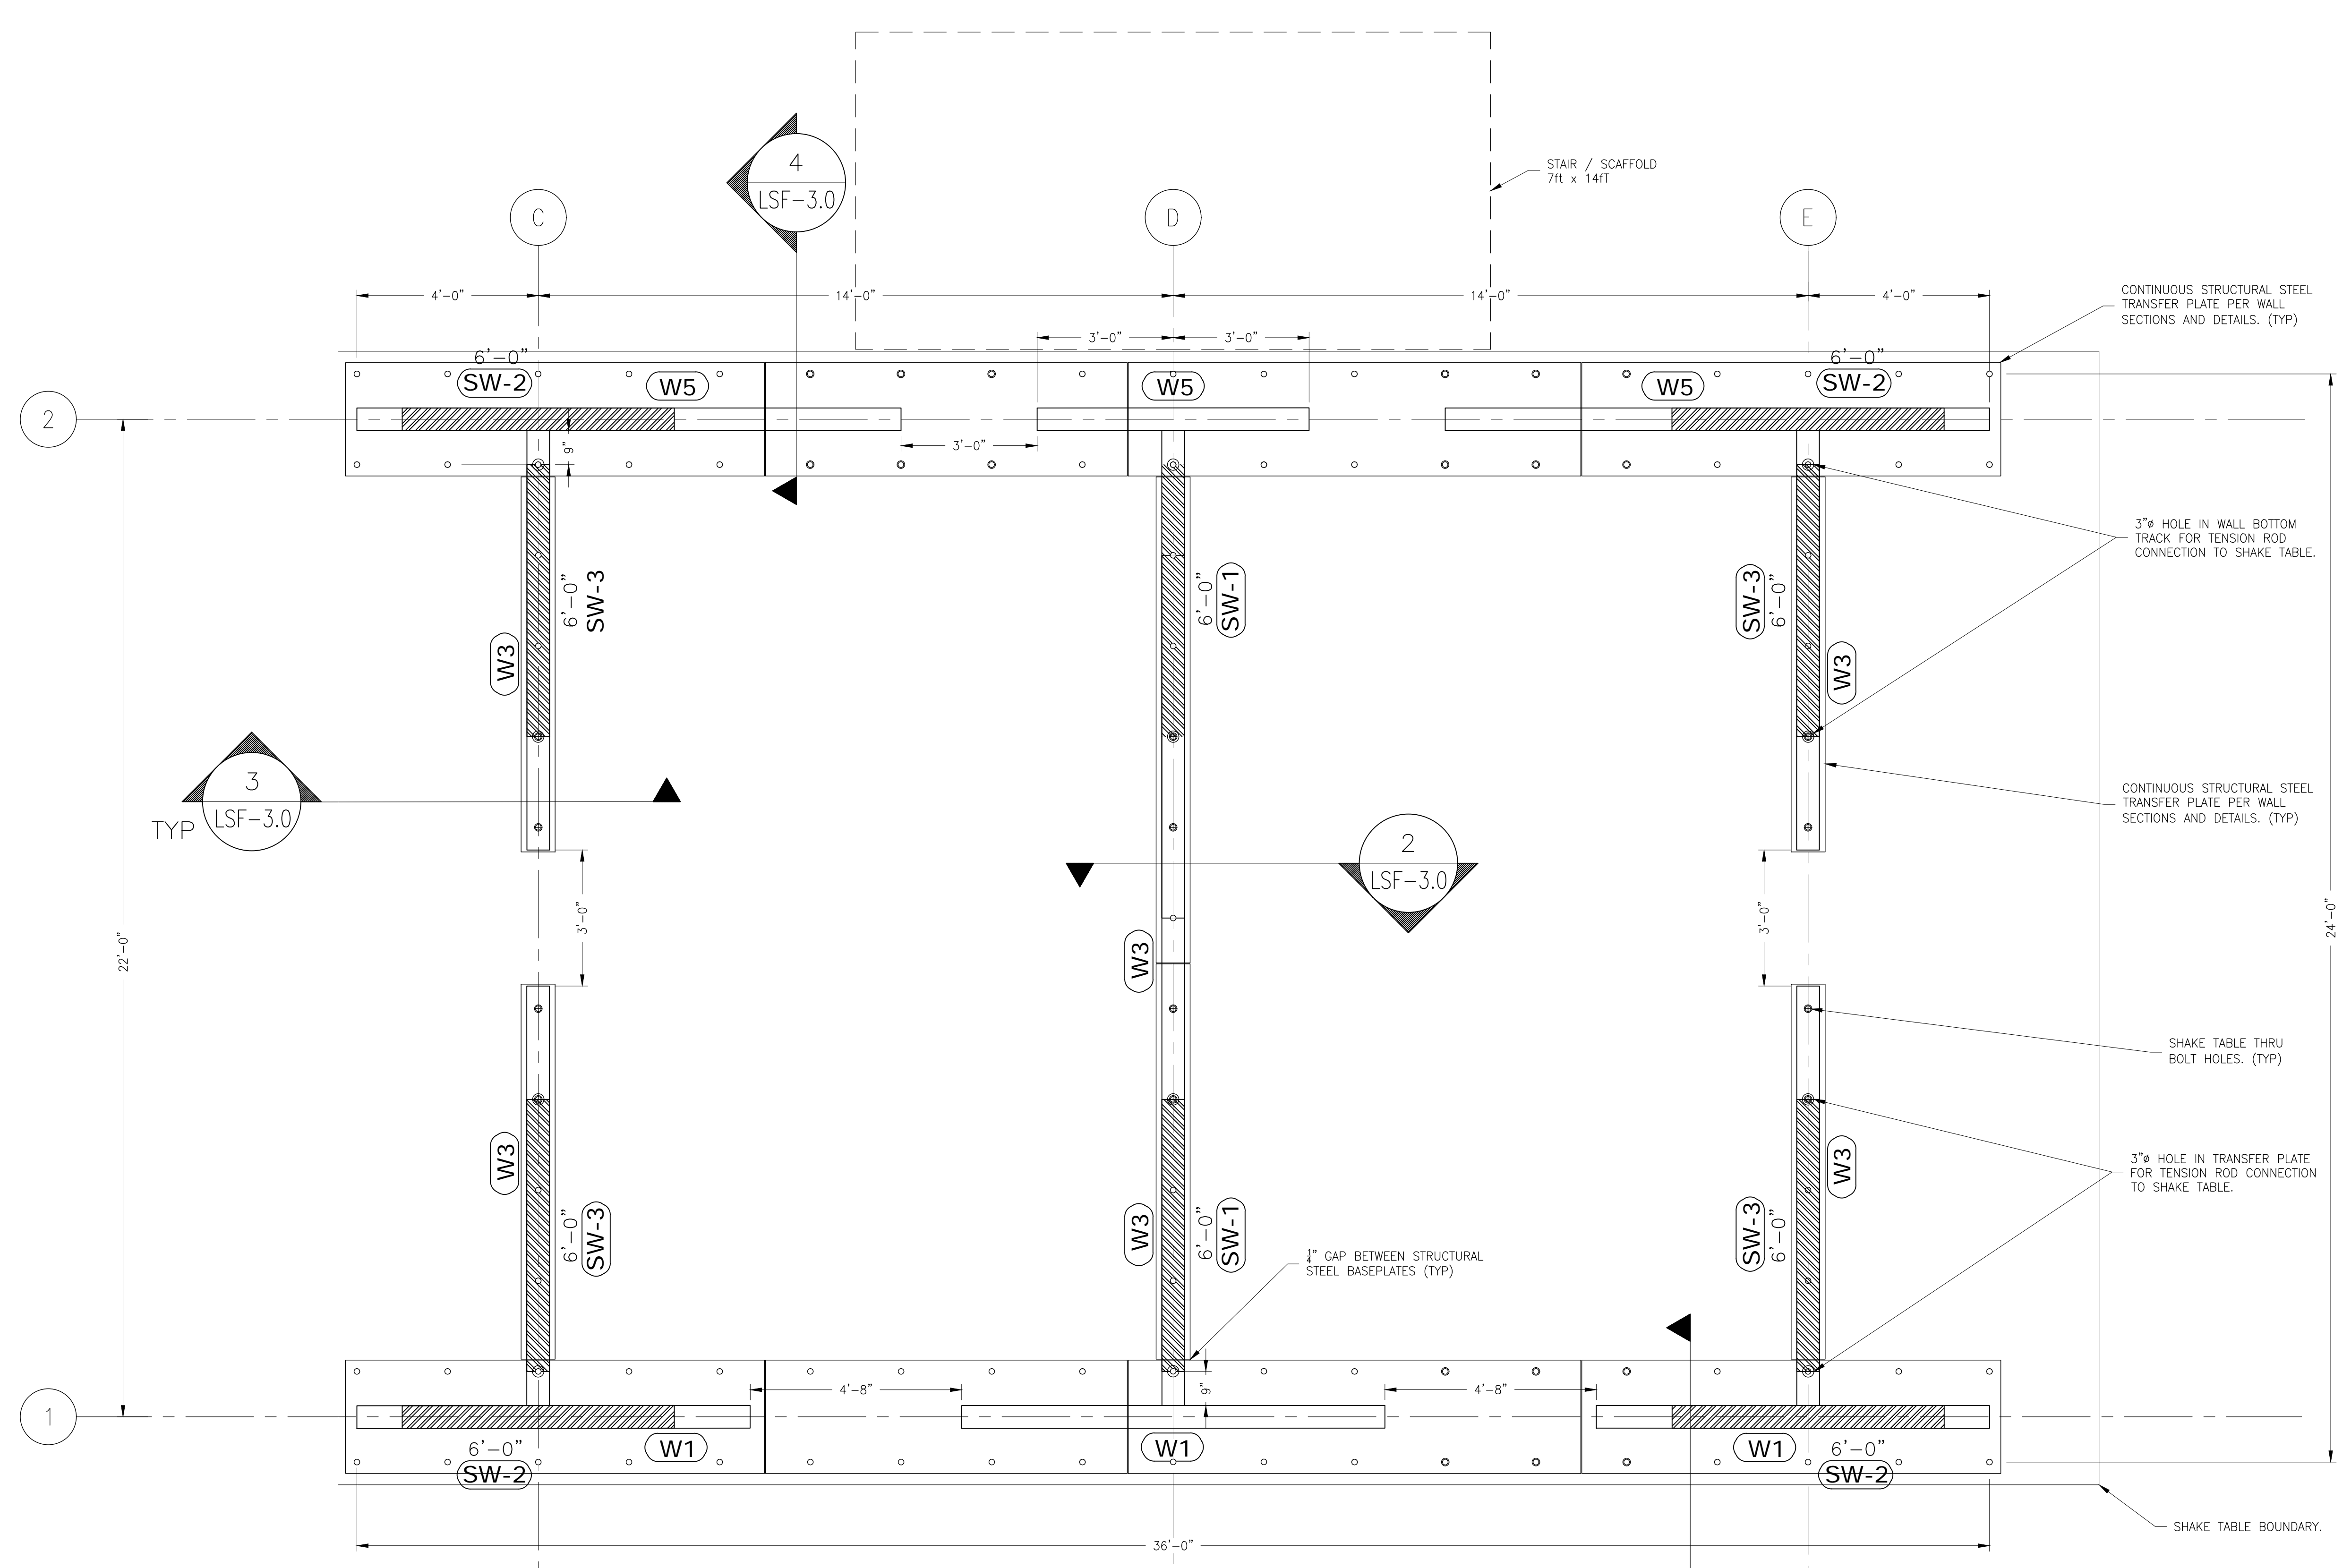 4
LSF-3.0
STAIR / SCAFFOLD
7ft x 14fT
C
D
E
4'-0"
14'-0"
14'-0"
4'-0"
CONTINUOUS STRUCTURAL STEEL
TRANSFER PLATE PER WALL
SECTIONS AND DETAILS. (TYP)
3'-0"
3'-0"
6'-0"
SW-2
W5
W5
W5
6'-0"
SW-2
2
3'-0"
9"
3"ø HOLE IN WALL BOTTOM
TRACK FOR TENSION ROD
CONNECTION TO SHAKE TABLE.
W3
6'-0"
SW-3
6'-0"
SW-1
SW-3
6'-0"
W3
3
LSF-3.0
TYP
2
LSF-3.0
CONTINUOUS STRUCTURAL STEEL
TRANSFER PLATE PER WALL
SECTIONS AND DETAILS. (TYP)
22'-0"
3'-0"
W3
3'-0"
24'-0"
SHAKE TABLE THRU
BOLT HOLES. (TYP)
W3
6'-0"
SW-3
W3
6'-0"
SW-1
SW-3
6'-0"
W3
3"ø HOLE IN TRANSFER PLATE
FOR TENSION ROD CONNECTION
TO SHAKE TABLE.
1/4" GAP BETWEEN STRUCTURAL
STEEL BASEPLATES (TYP)
4'-8"
9"
4'-8"
1
6'-0"
SW-2
W1
W1
W1
6'-0"
SW-2
SHAKE TABLE BOUNDARY.
36'-0"